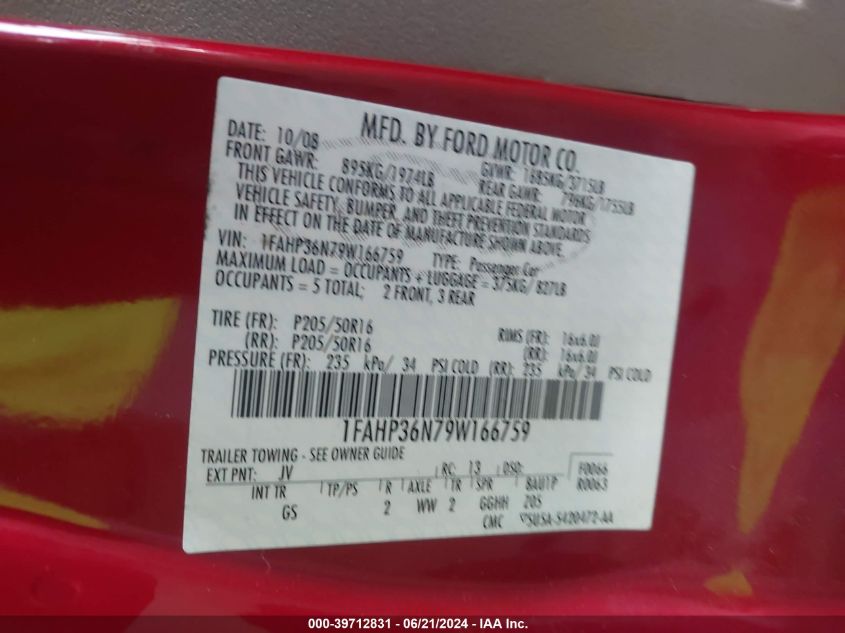 MFD. BY FORD MOTOR CO.
DATE: 10/08 GVWR: 1685KG/3715LB
FRONT GAWR: 895KG/1974LB REAR GAWR: 796KG/1755LB
THIS VEHICLE CONFORMS TO ALL APPLICABLE FEDERAL MOTOR
VEHICLE SAFETY, BUMPER, AND THEFT PREVENTION STANDARDS
IN EFFECT ON THE DATE OF MANUFACTURE SHOWN ABOVE.
VIN: 1FAHP36N79W166759 TYPE: Passenger Car
MAXIMUM LOAD = OCCUPANTS + LUGGAGE = 375KG/827LB
OCCUPANTS = 5 TOTAL; 2 FRONT, 3 REAR
TIRE (FR): P205/50R16 RIMS (FR): 16x6.0J
(RR): P205/50R16 (RR): 16x6.0J
PRESSURE (FR): 235 kPa/ 34 PSI COLD (RR): 235 kPa/ 34 PSI COLD
1FAHP36N79W166759
TRAILER TOWING - SEE OWNER GUIDE
EXT PNT: JV RC: 13 DSO: F0066
R0063
INT TR TP/PS R AXLE TR SPR BAU1P
GS 2 WW 2 GGHH 205
CMC
000-39712831 - 06/21/2024 - IAA Inc.